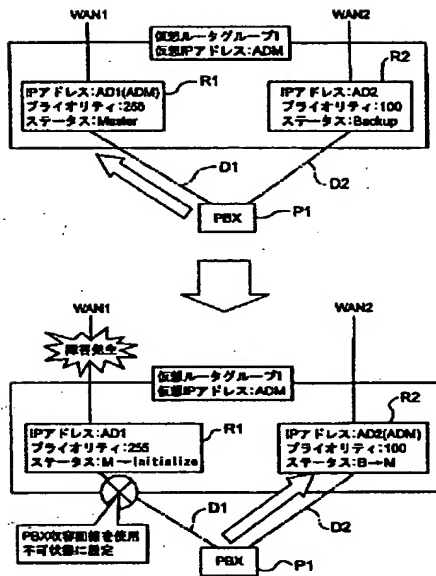 WAN1
WAN2
仮想ルータグループ1
仮想IPアドレス:ADM
R1
R2
IPアドレス:AD1(ADM)
プライオリティ:255
ステータス:Master
IPアドレス:AD2
プライオリティ:100
ステータス:Backup
D1
D2
PBX
P1
WAN1
WAN2
障害発生
仮想ルータグループ1
仮想IPアドレス:ADM
R1
R2
IPアドレス:AD1
プライオリティ:255
ステータス:M→Initialize
IPアドレス:AD2(ADM)
プライオリティ:100
ステータス:B→M
D1
D2
PBX収容回線を使用
不可状態に設定
PBX
P1